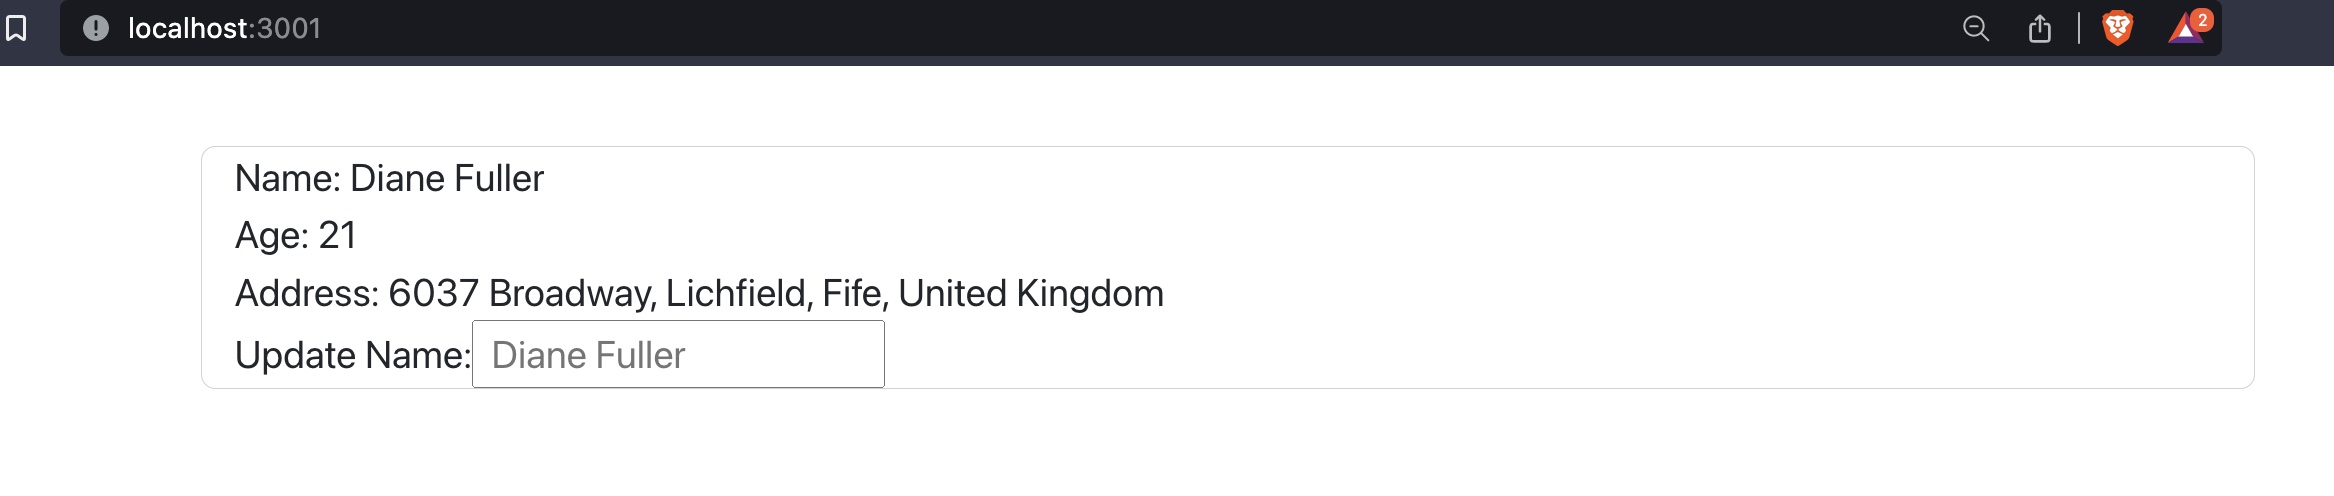 localhost:3001
2
Name: Diane Fuller
Age: 21
Address: 6037 Broadway, Lichfield, Fife, United Kingdom
Update Name: Diane Fuller